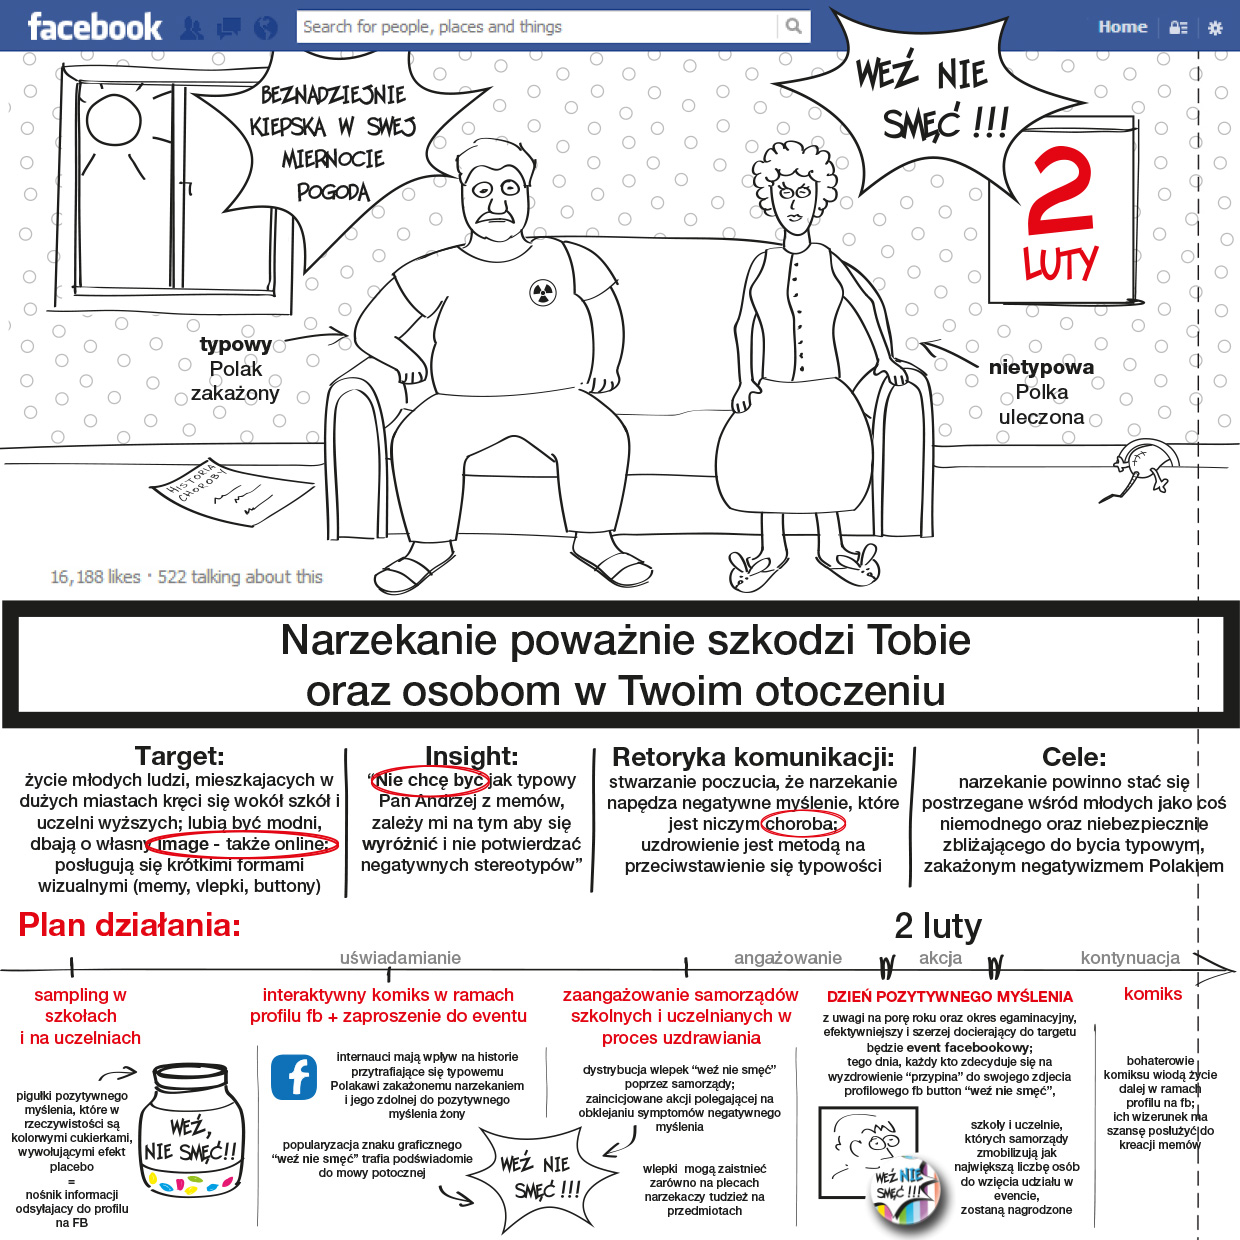 facebook
Search for people, places and things
Home
BEZNADZIEJNIE
KIEPSKA W SWEJ
MIERNOCIE
POGODA
WEŹ NIE
SMĘĆ !!!
2
LUTY
typowy
Polak
zakażony
nietypowa
Polka
uleczona
HISTORIA
CHOROBY
16,188 likes · 522 talking about this
Narzekanie poważnie szkodzi Tobie
oraz osobom w Twoim otoczeniu
Target:
życie młodych ludzi, mieszkajacych w
dużych miastach kręci się wokół szkół i
uczelni wyższych; lubią być modni,
dbają o własny image - także online;
posługują się krótkimi formami
wizualnymi (memy, vlepki, buttony)
Insight:
“Nie chcę być jak typowy
Pan Andrzej z memów,
zależy mi na tym aby się
wyróżnić i nie potwierdzać
negatywnych stereotypów”
Retoryka komunikacji:
stwarzanie poczucia, że narzekanie
napędza negatywne myślenie, które
jest niczym choroba;
uzdrowienie jest metodą na
przeciwstawienie się typowości
Cele:
narzekanie powinno stać się
postrzegane wśród młodych jako coś
niemodnego oraz niebezpiecznie
zbliżającego do bycia typowym,
zakażonym negatywizmem Polakiem
Plan działania:
2 luty
uświadamianie
angażowanie
akcja
kontynuacja
sampling w
szkołach
i na uczelniach
pigułki pozytywnego
myślenia, które w
rzeczywistości są
kolorwymi cukierkami,
wywołującymi efekt
placebo
=
nośnik informacji
odsyłajacy do profilu
na FB
WEŹ,
NIE SMĘĆ!!
interaktywny komiks w ramach
profilu fb + zaproszenie do eventu
f
internauci mają wpływ na historie
przytrafiające się typowemu
Polakawi zakażonemu narzekaniem
i jego zdolnej do pozytywnego
myślenia żony
popularyzacja znaku graficznego
“weź nie smęć” trafia podświadomie
do mowy potocznej
WEŹ NIE
SMĘĆ !!!
zaangażowanie samorządów
szkolnych i uczelnianych w
proces uzdrawiania
dystrybucja wlepek “weź nie smęć”
poprzez samorządy;
zaincicjowane akcji polegajacej na
obklejaniu symptomów negatywnego
myślenia
wlepki mogą zaistnieć
zarówno na plecach
narzekaczy tudzież na
przedmiotach
DZIEŃ POZYTYWNEGO MYŚLENIA
z uwagi na porę roku oraz okres egaminacyjny,
efektywniejszy i szerzej docierający do targetu
będzie event facebookowy;
tego dnia, każdy kto zdecyduje się na
wyzdrowienie “przypina” do swojego zdjecia
profilowego fb button “weź nie smęć”,
WEŹ NIE
SMĘĆ !!!
szkoły i uczelnie,
których samorządy
zmobilizują jak
największą liczbę osób
do wzięcia udziału w
evencie,
zostaną nagrodzone
komiks
bohaterowie
komiksu wiodą życie
dalej w ramach
profilu na fb;
ich wizerunek ma
szansę posłużyć do
kreacji memów